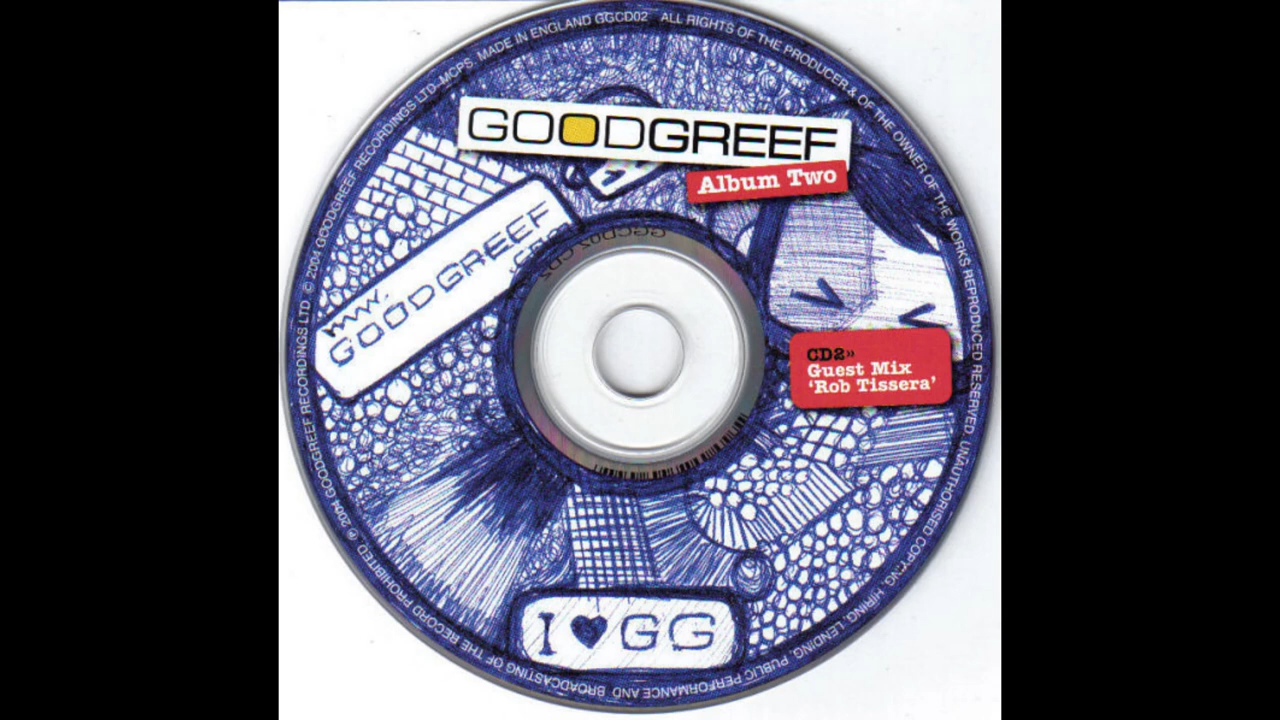 MCPS MADE IN ENGLAND GGCD02 ALL RIGHTS OF THE PRODUCER & OF THE OWNER OF THE WORKS REPRODUCED RESERVED. UNAUTHORISED COPYING, HIRING, LENDING, PUBLIC PERFORMANCE AND BROADCASTING OF THE RECORD PROHIBITED ℗ 2004 GOODGREEF RECORDINGS LTD © 2004 GOODGREEF RECORDINGS LTD
GOODGREEF
Album Two
www.
GOODGREEF
GGCD02 CD2
CD2»
Guest Mix
‘Rob Tissera’
I ♥ GG